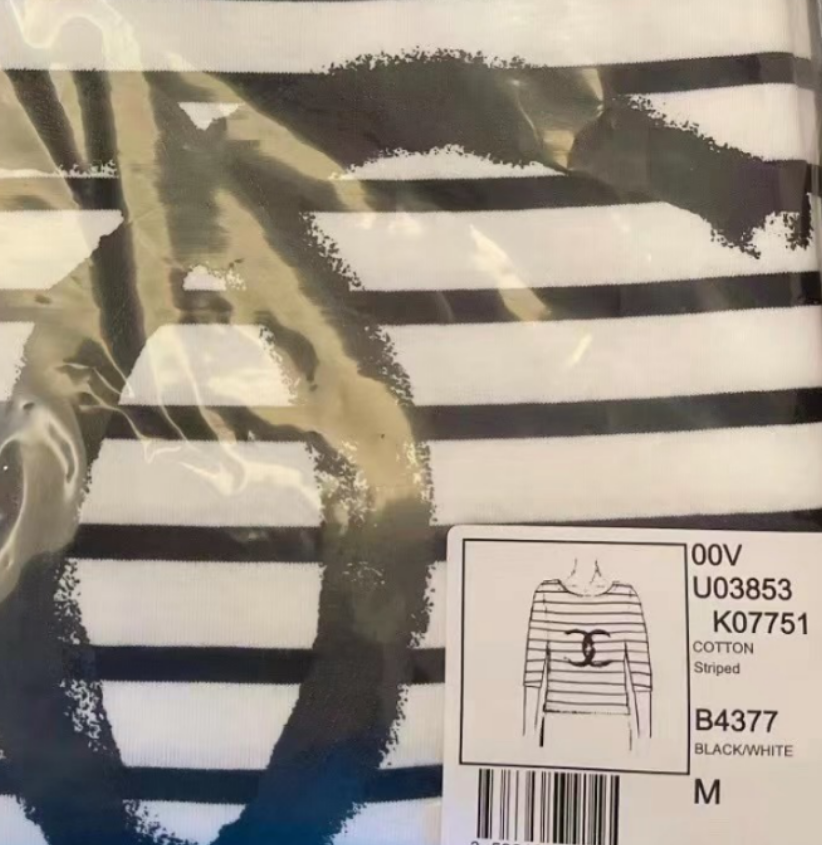 00V
U03853
K07751
COTTON
Striped
B4377
BLACK/WHITE
M